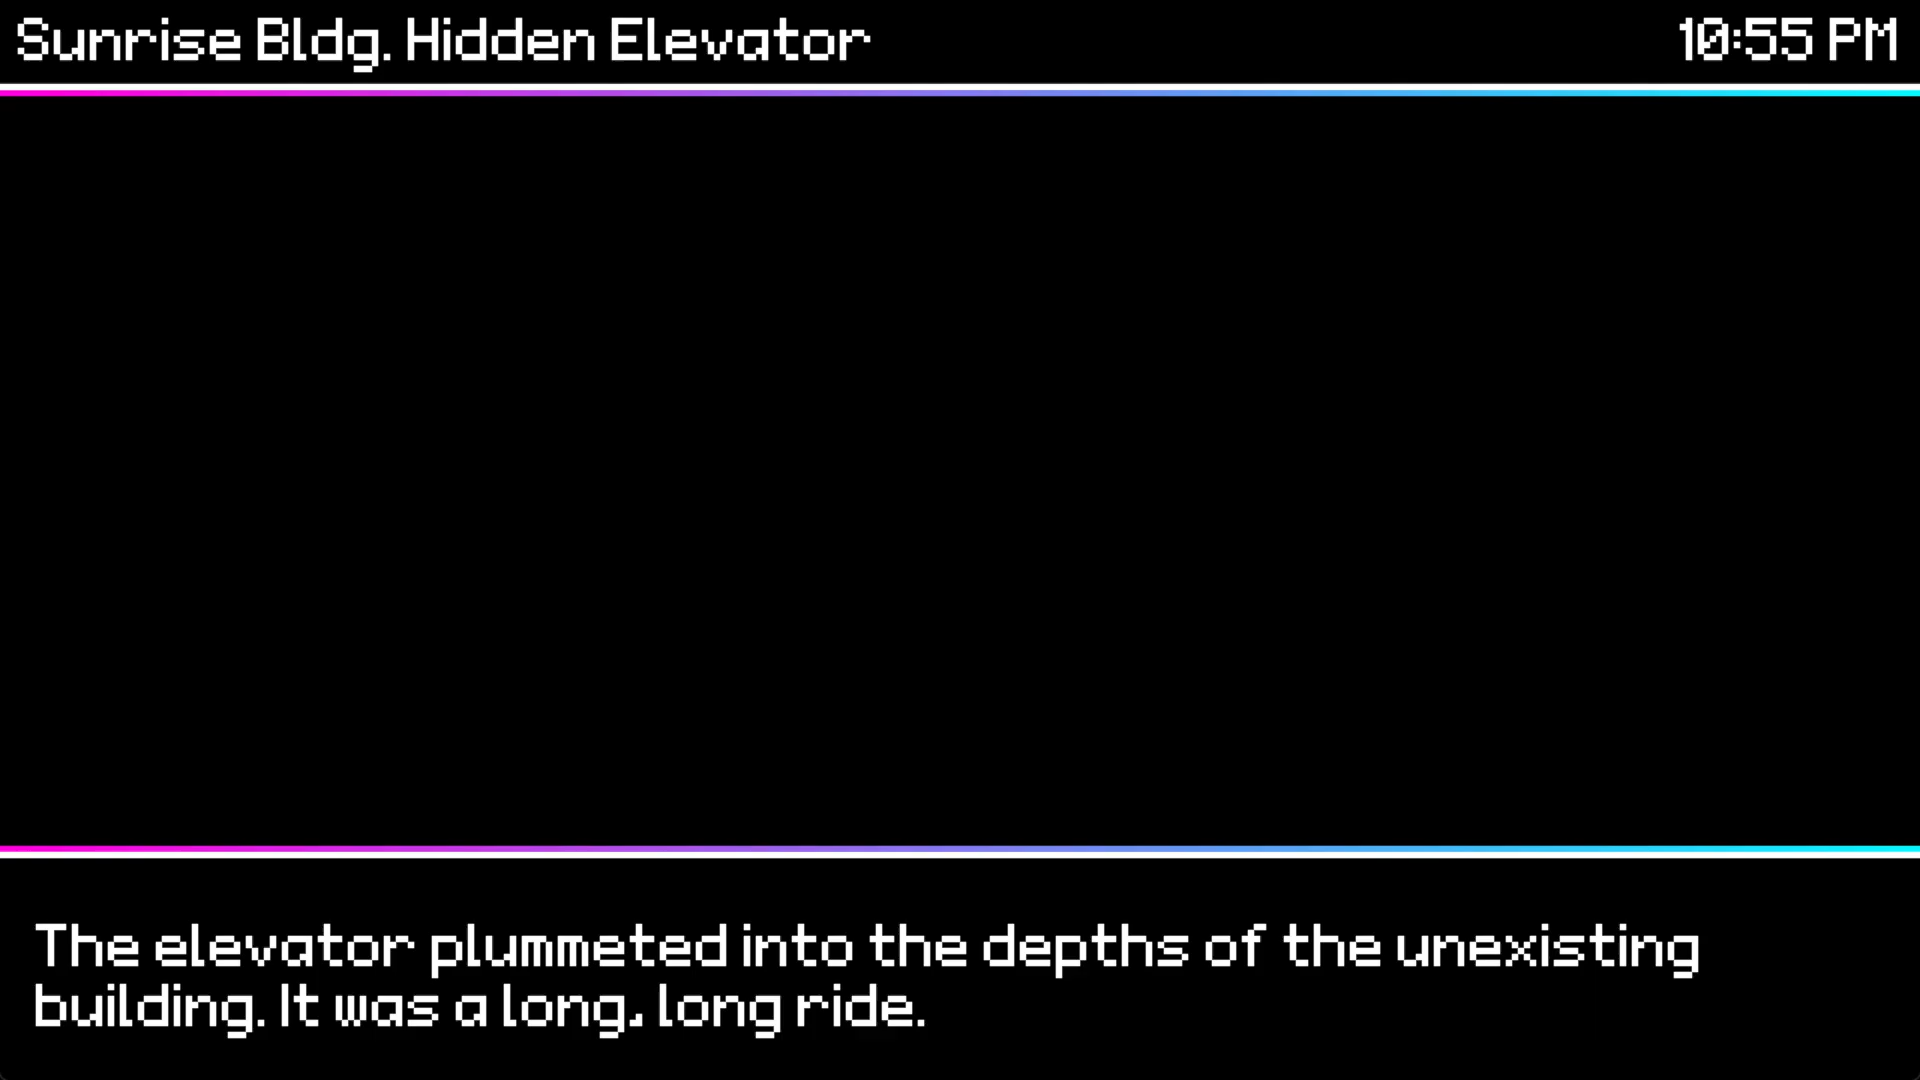 Sunrise Bldg. Hidden Elevator
10:55 PM
The elevator plummeted into the depths of the unexisting
building. It was a long, long ride.